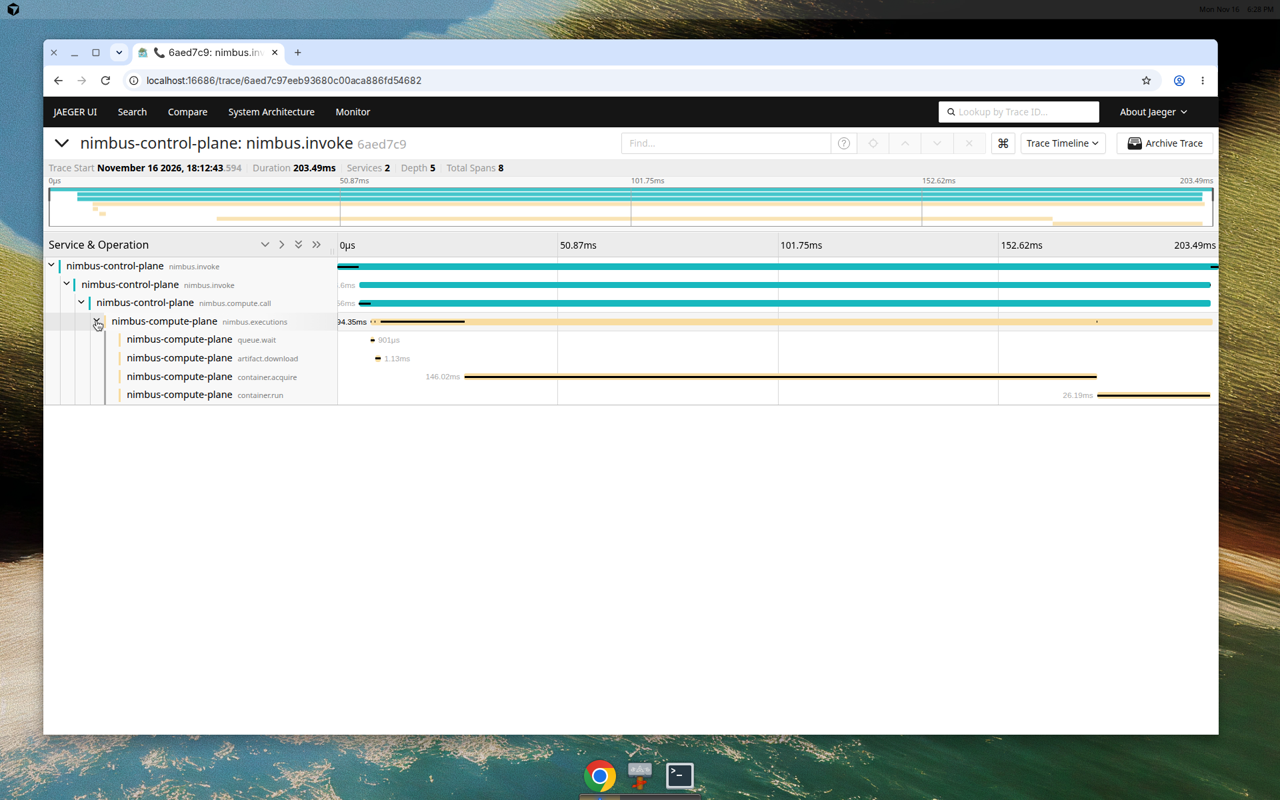 Mon Nov 16 6:28 PM
6aed7c9: nimbus.inv
localhost:16686/trace/6aed7c97eeb93680c00aca886fd54682
JAEGER UI Search Compare System Architecture Monitor Lookup by Trace ID... About Jaeger
nimbus-control-plane: nimbus.invoke 6aed7c9 Find... Trace Timeline Archive Trace
Trace Start November 16 2026, 18:12:43.594 Duration 203.49ms Services 2 Depth 5 Total Spans 8
0μs 50.87ms 101.75ms 152.62ms 203.49ms
Service & Operation 0μs 50.87ms 101.75ms 152.62ms 203.49ms
nimbus-control-plane nimbus.invoke
nimbus-control-plane nimbus.invoke .6ms
nimbus-control-plane nimbus.compute.call 56ms
nimbus-compute-plane nimbus.executions 94.35ms
nimbus-compute-plane queue.wait 901μs
nimbus-compute-plane artifact.download 1.13ms
nimbus-compute-plane container.acquire 146.02ms
nimbus-compute-plane container.run 26.19ms